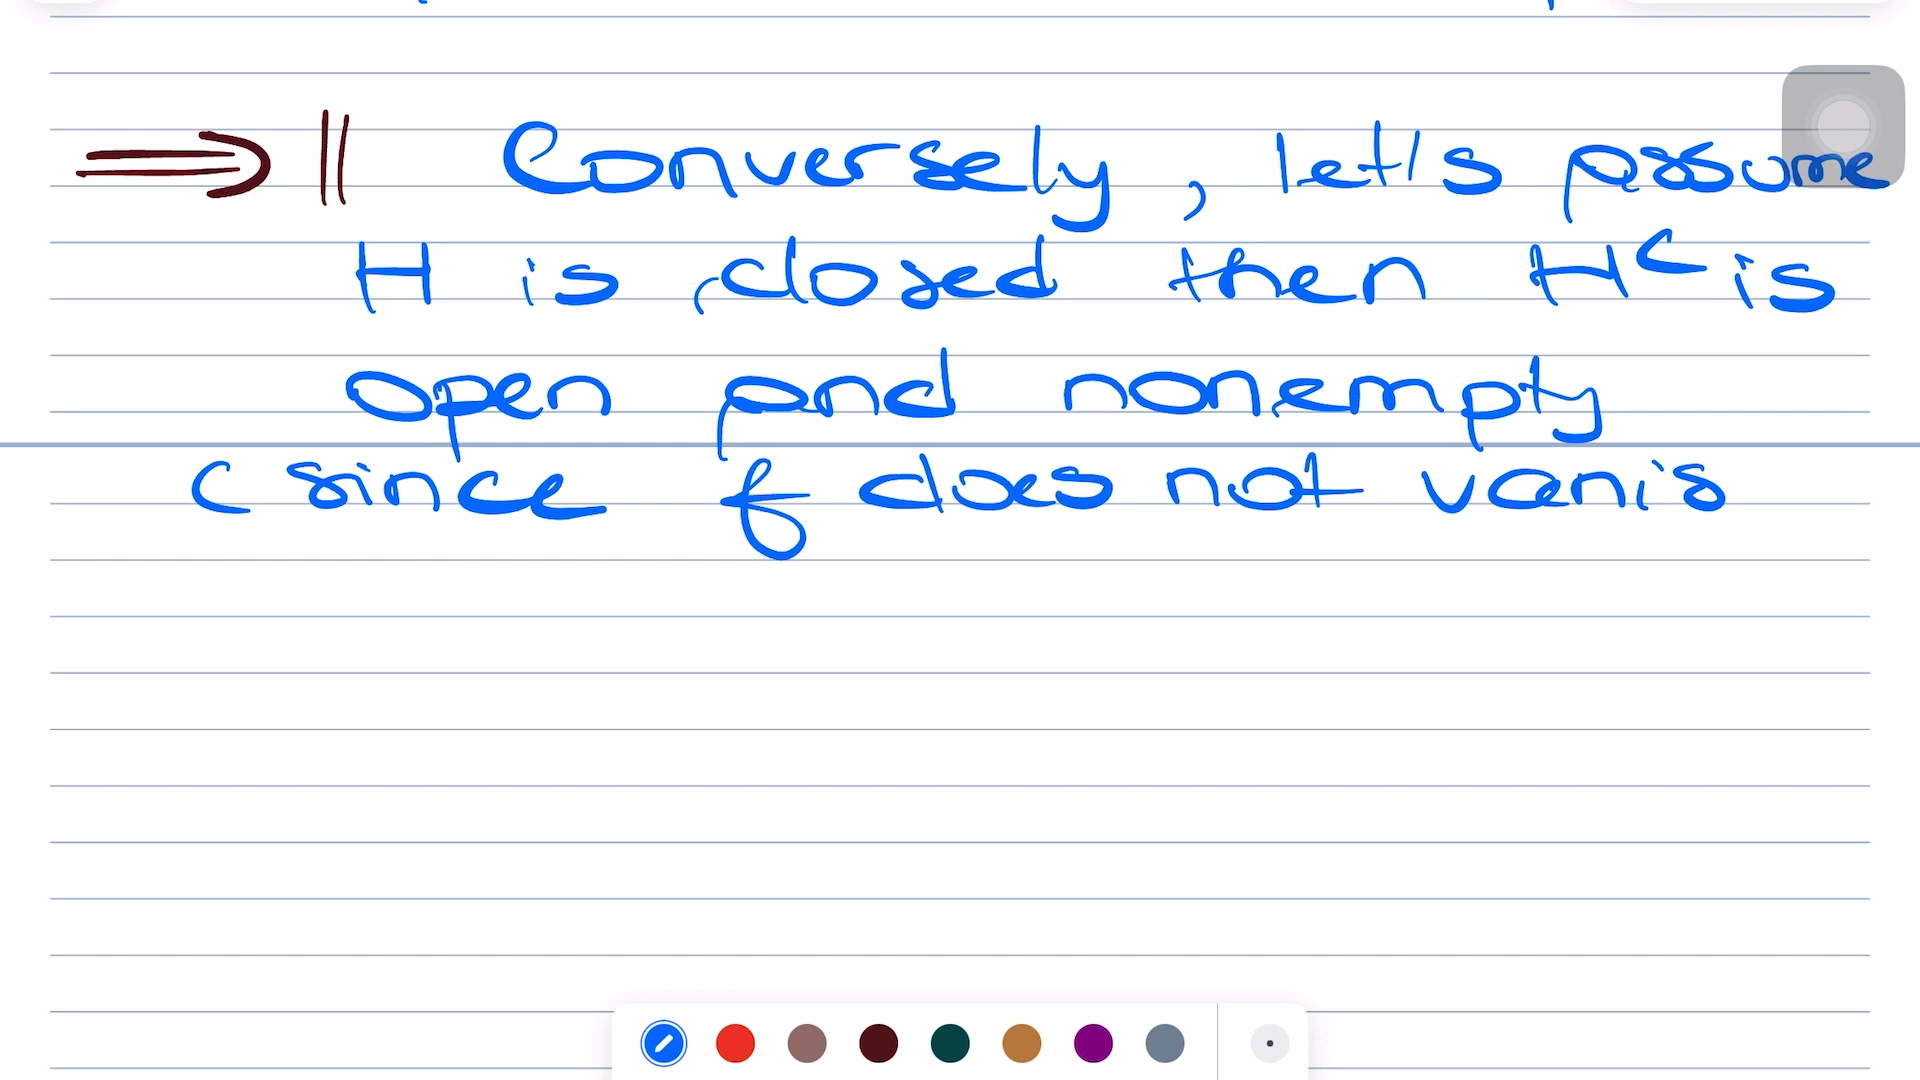 ⟹ || Conversely, let's assume
H is closed then H^c is
open and nonempty
( since f does not vanis